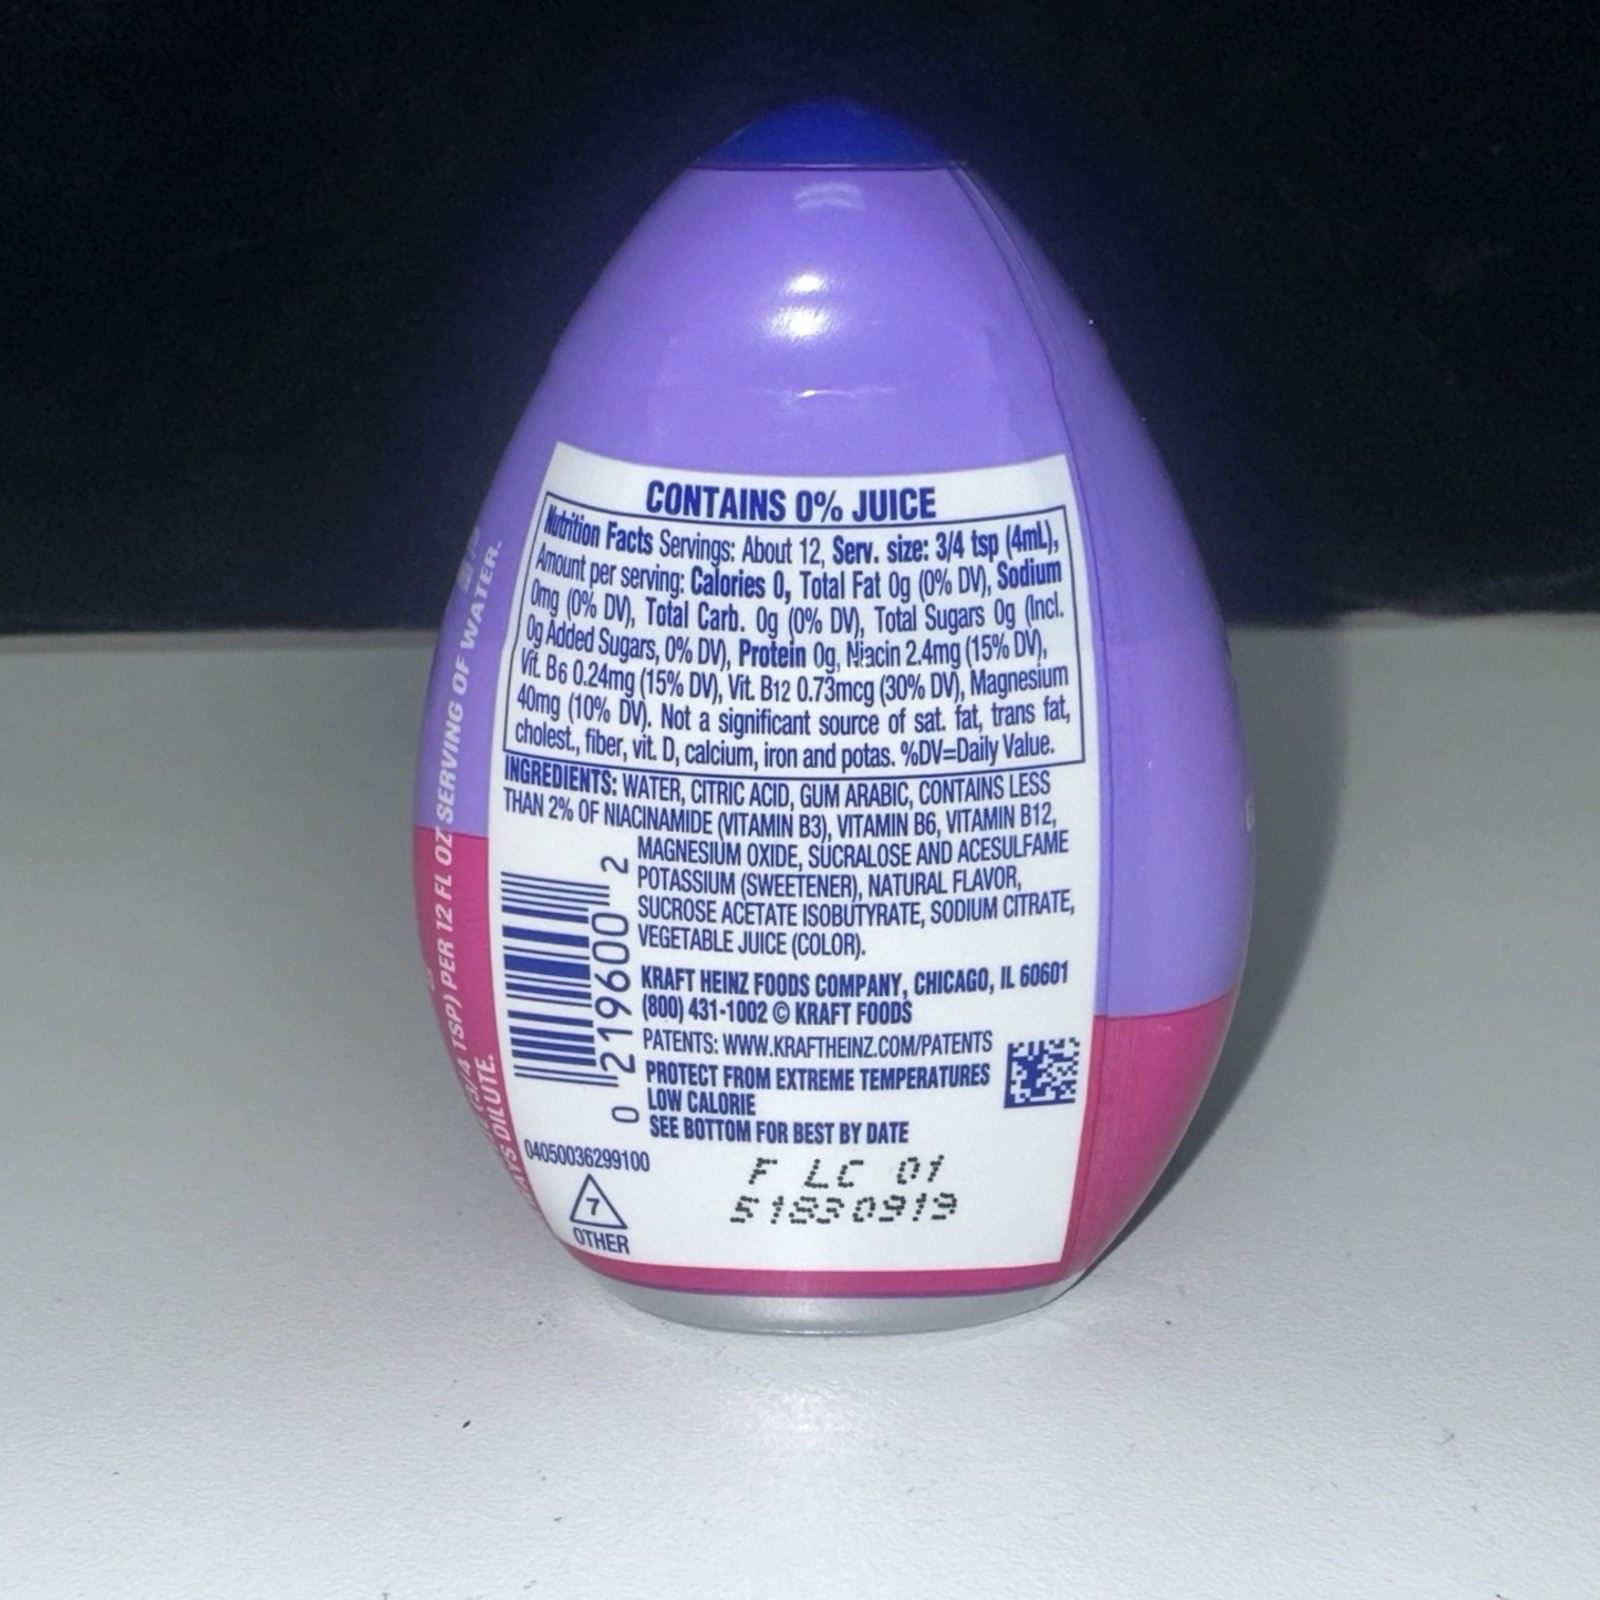 CONTAINS 0% JUICE
Nutrition Facts Servings: About 12, Serv. size: 3/4 tsp (4mL),
Amount per serving: Calories 0, Total Fat 0g (0% DV), Sodium
0mg (0% DV), Total Carb. 0g (0% DV), Total Sugars 0g (Incl.
0g Added Sugars, 0% DV), Protein 0g, Niacin 2.4mg (15% DV),
Vit. B6 0.24mg (15% DV), Vit. B12 0.73mcg (30% DV), Magnesium
40mg (10% DV). Not a significant source of sat. fat, trans fat,
cholest., fiber, vit. D, calcium, iron and potas. %DV=Daily Value.
INGREDIENTS: WATER, CITRIC ACID, GUM ARABIC, CONTAINS LESS
THAN 2% OF NIACINAMIDE (VITAMIN B3), VITAMIN B6, VITAMIN B12,
MAGNESIUM OXIDE, SUCRALOSE AND ACESULFAME
POTASSIUM (SWEETENER), NATURAL FLAVOR,
SUCROSE ACETATE ISOBUTYRATE, SODIUM CITRATE,
VEGETABLE JUICE (COLOR).
KRAFT HEINZ FOODS COMPANY, CHICAGO, IL 60601
(800) 431-1002 © KRAFT FOODS
PATENTS: WWW.KRAFTHEINZ.COM/PATENTS
PROTECT FROM EXTREME TEMPERATURES
LOW CALORIE
SEE BOTTOM FOR BEST BY DATE
0 219600 2
04050036299100
7
OTHER
F LC 01
51830919
TSP) PER 12 FL OZ SERVING OF WATER.
DILUTE.